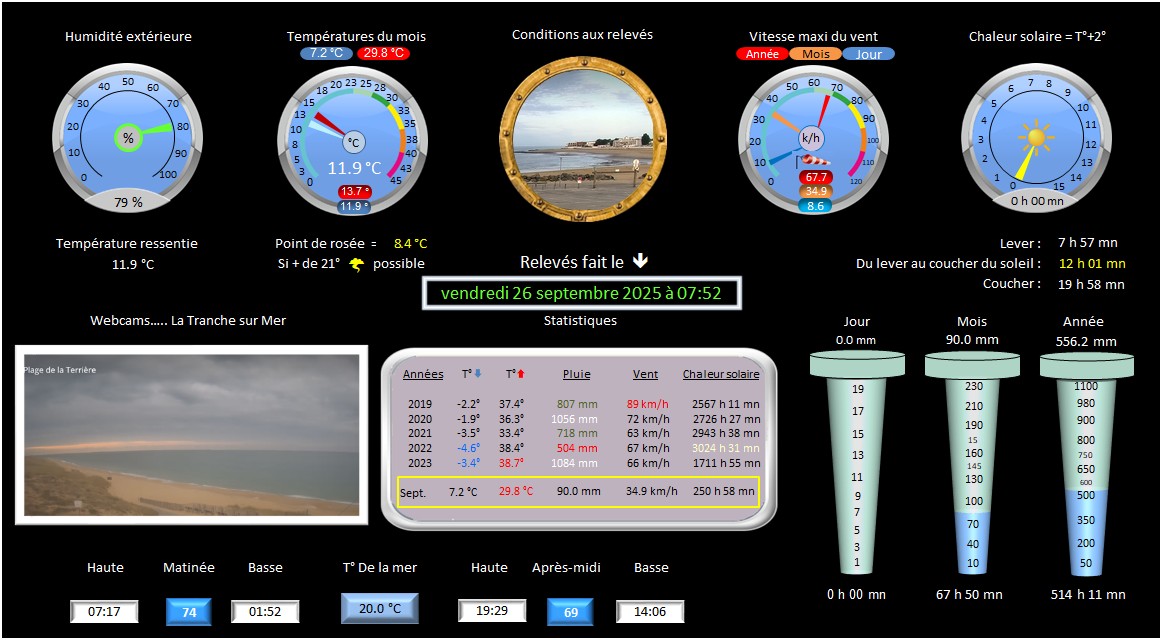 Humidité extérieure
0 10 20 30 40 50 60 70 80 90 100
%
79 %
Températures du mois
7.2 °C 29.8 °C
0 3 5 8 10 13 15 18 20 23 25 28 30 33 35 38 40 43 45
°C
11.9 °C
13.7 °
11.9 °
Conditions aux relevés
Vitesse maxi du vent
Année Mois Jour
0 10 20 30 40 50 60 70 80 90 100 110 120
k/h
67.7
34.9
8.6
Chaleur solaire = T°+2°
0 1 2 3 4 5 6 7 8 9 10 11 12 13 14 15
0 h 00 mn
Température ressentie
11.9 °C
Point de rosée = 8.4 °C
Si + de 21° possible
Relevés fait le
vendredi 26 septembre 2025 à 07:52
Lever : 7 h 57 mn
Du lever au coucher du soleil : 12 h 01 mn
Coucher : 19 h 58 mn
Webcams..... La Tranche sur Mer
Plage de la Terrière
Statistiques
Années T° T° Pluie Vent Chaleur solaire
2019 -2.2° 37.4° 807 mm 89 km/h 2567 h 11 mn
2020 -1.9° 36.3° 1056 mm 72 km/h 2726 h 27 mn
2021 -3.5° 33.4° 718 mm 63 km/h 2943 h 38 mn
2022 -4.6° 38.4° 504 mm 67 km/h 3024 h 31 mn
2023 -3.4° 38.7° 1084 mm 66 km/h 1711 h 55 mn
Sept. 7.2 °C 29.8 °C 90.0 mm 34.9 km/h 250 h 58 mn
Jour
0.0 mm
19
17
15
13
11
9
7
5
3
1
0 h 00 mn
Mois
90.0 mm
230
210
190
15
160
145
130
100
70
40
10
67 h 50 mn
Année
556.2 mm
1100
980
900
800
750
650
600
500
350
200
50
514 h 11 mn
Haute Matinée Basse T° De la mer Haute Après-midi Basse
07:17 74 01:52 20.0 °C 19:29 69 14:06